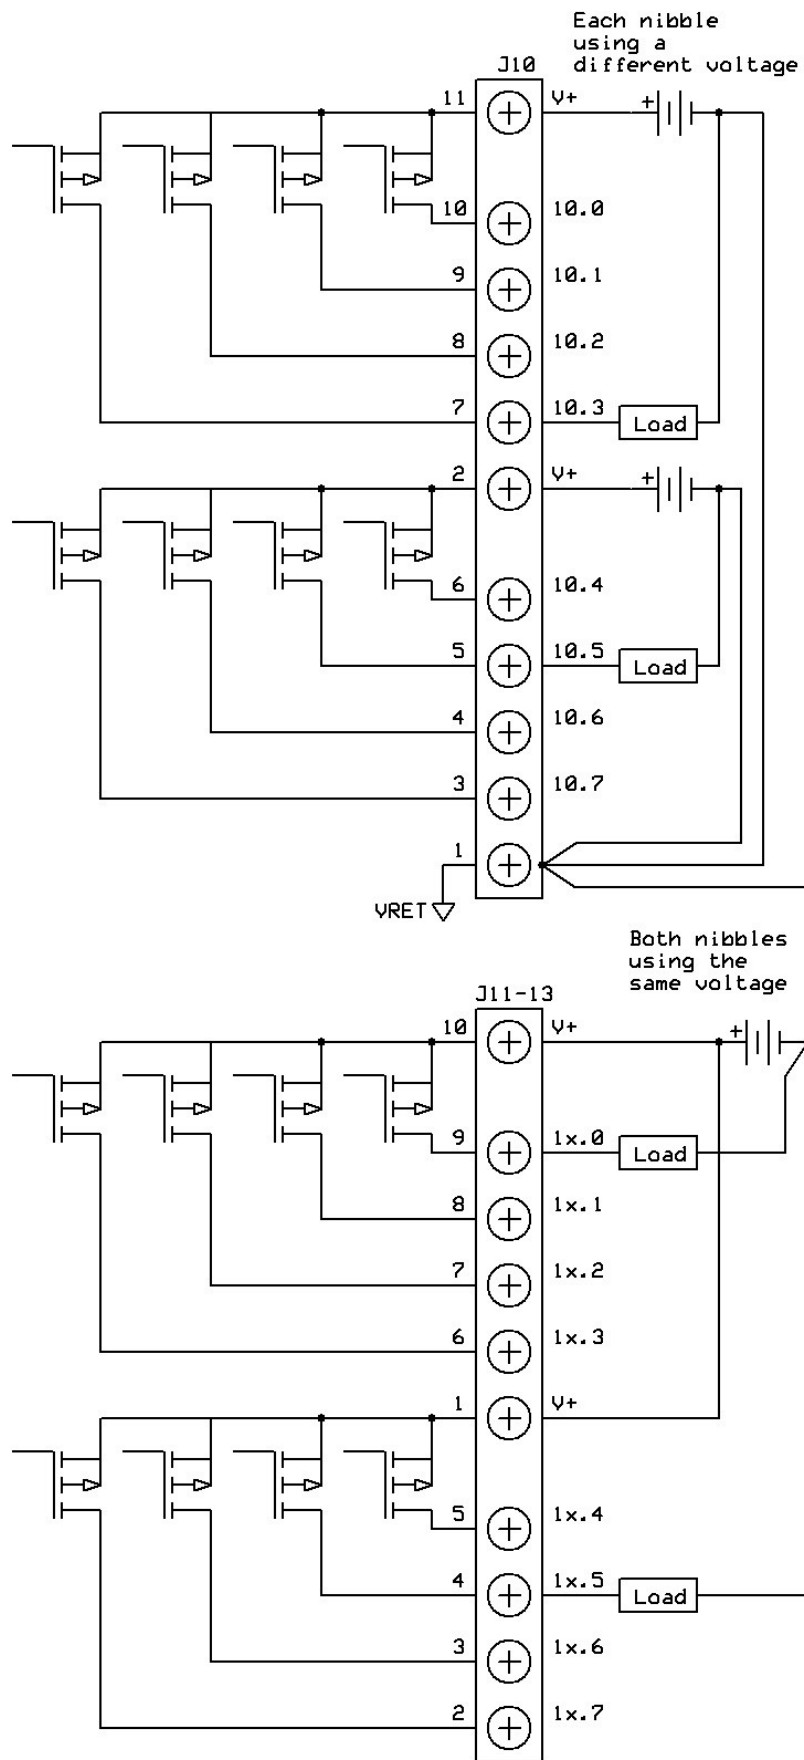 Each nibble
using a
different voltage
J10
11 V+ +
10 10.0
9 10.1
8 10.2
7 10.3 Load
2 V+ +
6 10.4
5 10.5 Load
4 10.6
3 10.7
1
VRET
Both nibbles
using the
same voltage
J11-13
10 V+ +
9 1x.0 Load
8 1x.1
7 1x.2
6 1x.3
1 V+
5 1x.4
4 1x.5 Load
3 1x.6
2 1x.7